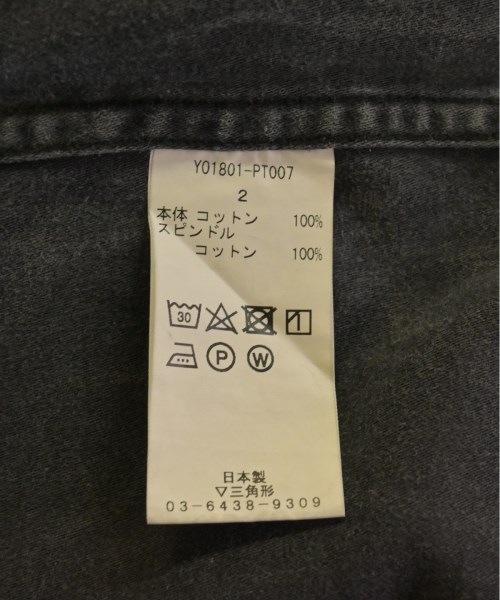 Y01801-PT007
2
本体 コットン 100%
スピンドル
コットン 100%
30
P W
日本製
▽三角形
03-6438-9309